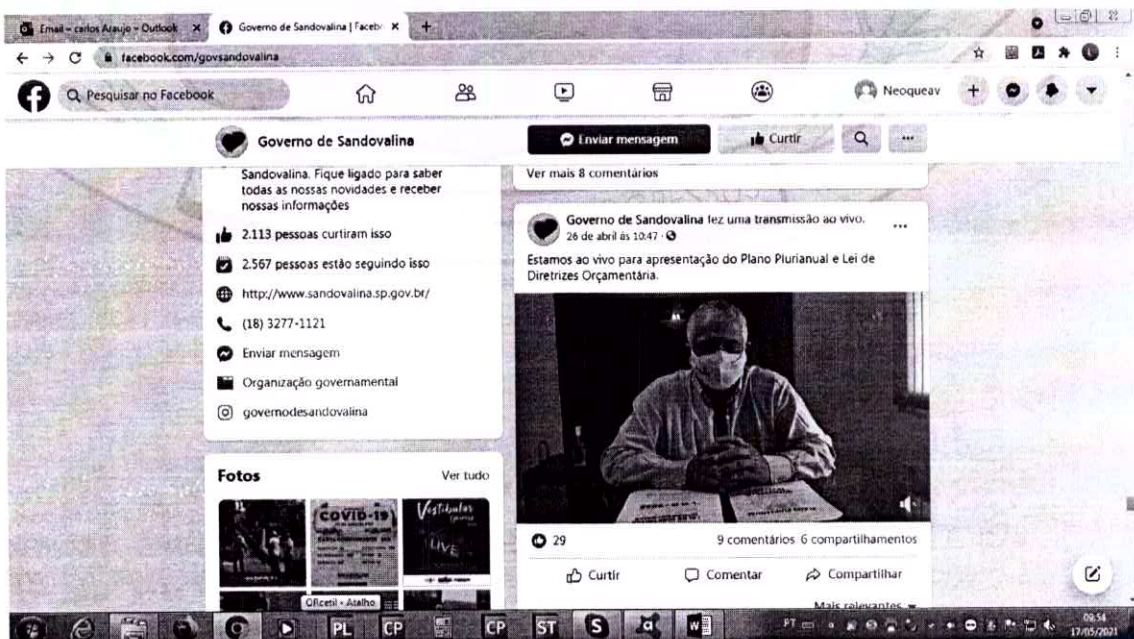 Email - carlos Araujo - Outlook
Governo de Sandovalina | Faceb
facebook.com/govsandovalina
Pesquisar no Facebook
Neoqueav
Governo de Sandovalina
Enviar mensagem
Curtir
Sandovalina. Fique ligado para saber
todas as nossas novidades e receber
nossas informações
2.113 pessoas curtiram isso
2.567 pessoas estão seguindo isso
http://www.sandovalina.sp.gov.br/
(18) 3277-1121
Enviar mensagem
Organização governamental
governodesandovalina
Fotos
Ver tudo
COVID-19
Vestibular
LIVE
Ver mais 8 comentários
Governo de Sandovalina fez uma transmissão ao vivo.
26 de abril às 10:47
Estamos ao vivo para apresentação do Plano Plurianual e Lei de
Diretrizes Orçamentária.
29
9 comentários 6 compartilhamentos
Curtir
Comentar
Compartilhar
Mais relevantes
PL
CP
CP
ST
S
a
W
PT
09:54
17/05/2021